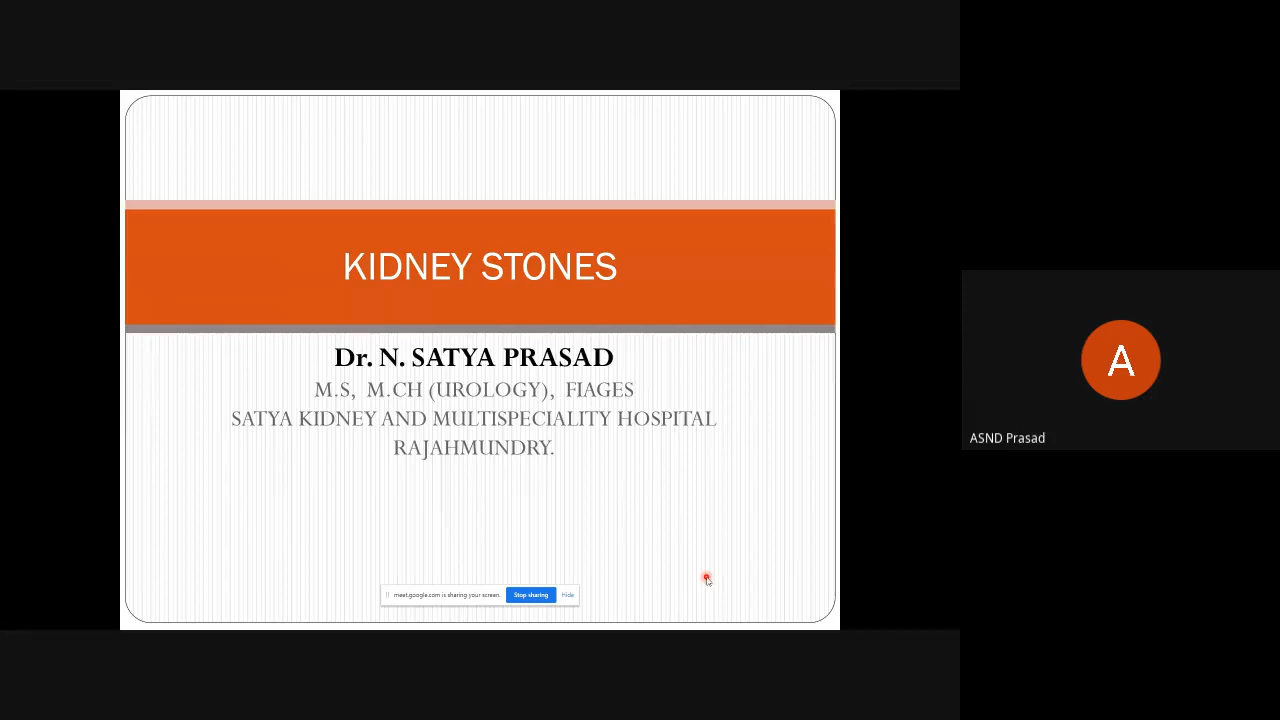 KIDNEY STONES
Dr. N. SATYA PRASAD
M.S, M.CH (UROLOGY), FIAGES
SATYA KIDNEY AND MULTISPECIALITY HOSPITAL
RAJAHMUNDRY.
meet.google.com is sharing your screen. Stop sharing Hide
A
ASND Prasad